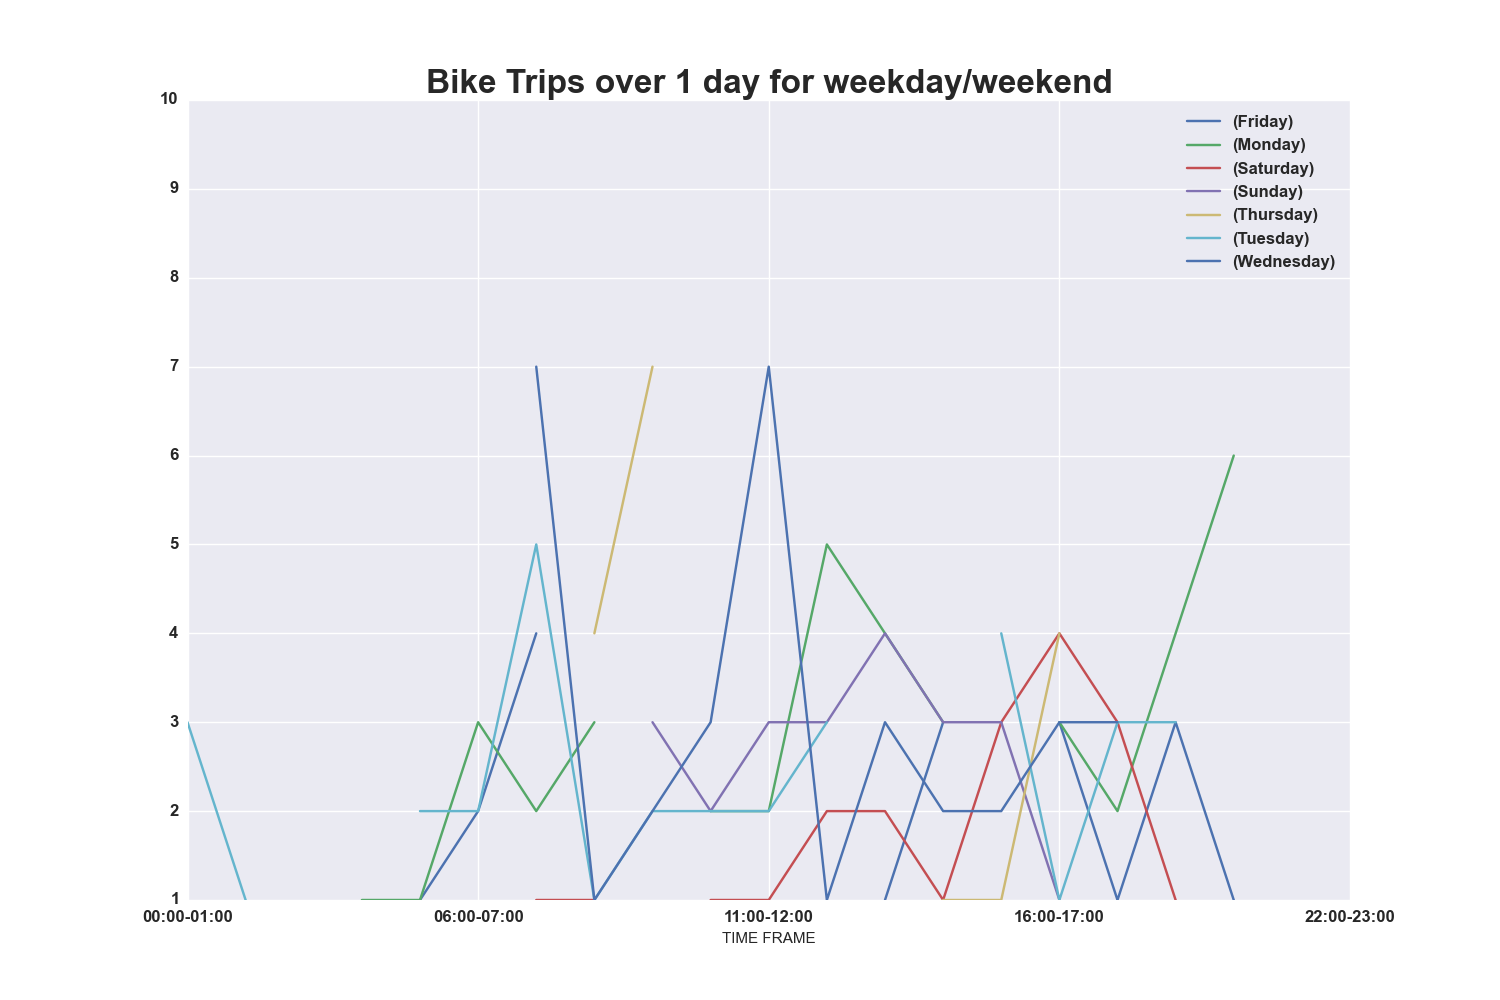 Bike Trips over 1 day for weekday/weekend
10
9
8
7
6
5
4
3
2
1
(Friday)
(Monday)
(Saturday)
(Sunday)
(Thursday)
(Tuesday)
(Wednesday)
00:00-01:00 06:00-07:00 11:00-12:00 16:00-17:00 22:00-23:00
TIME FRAME